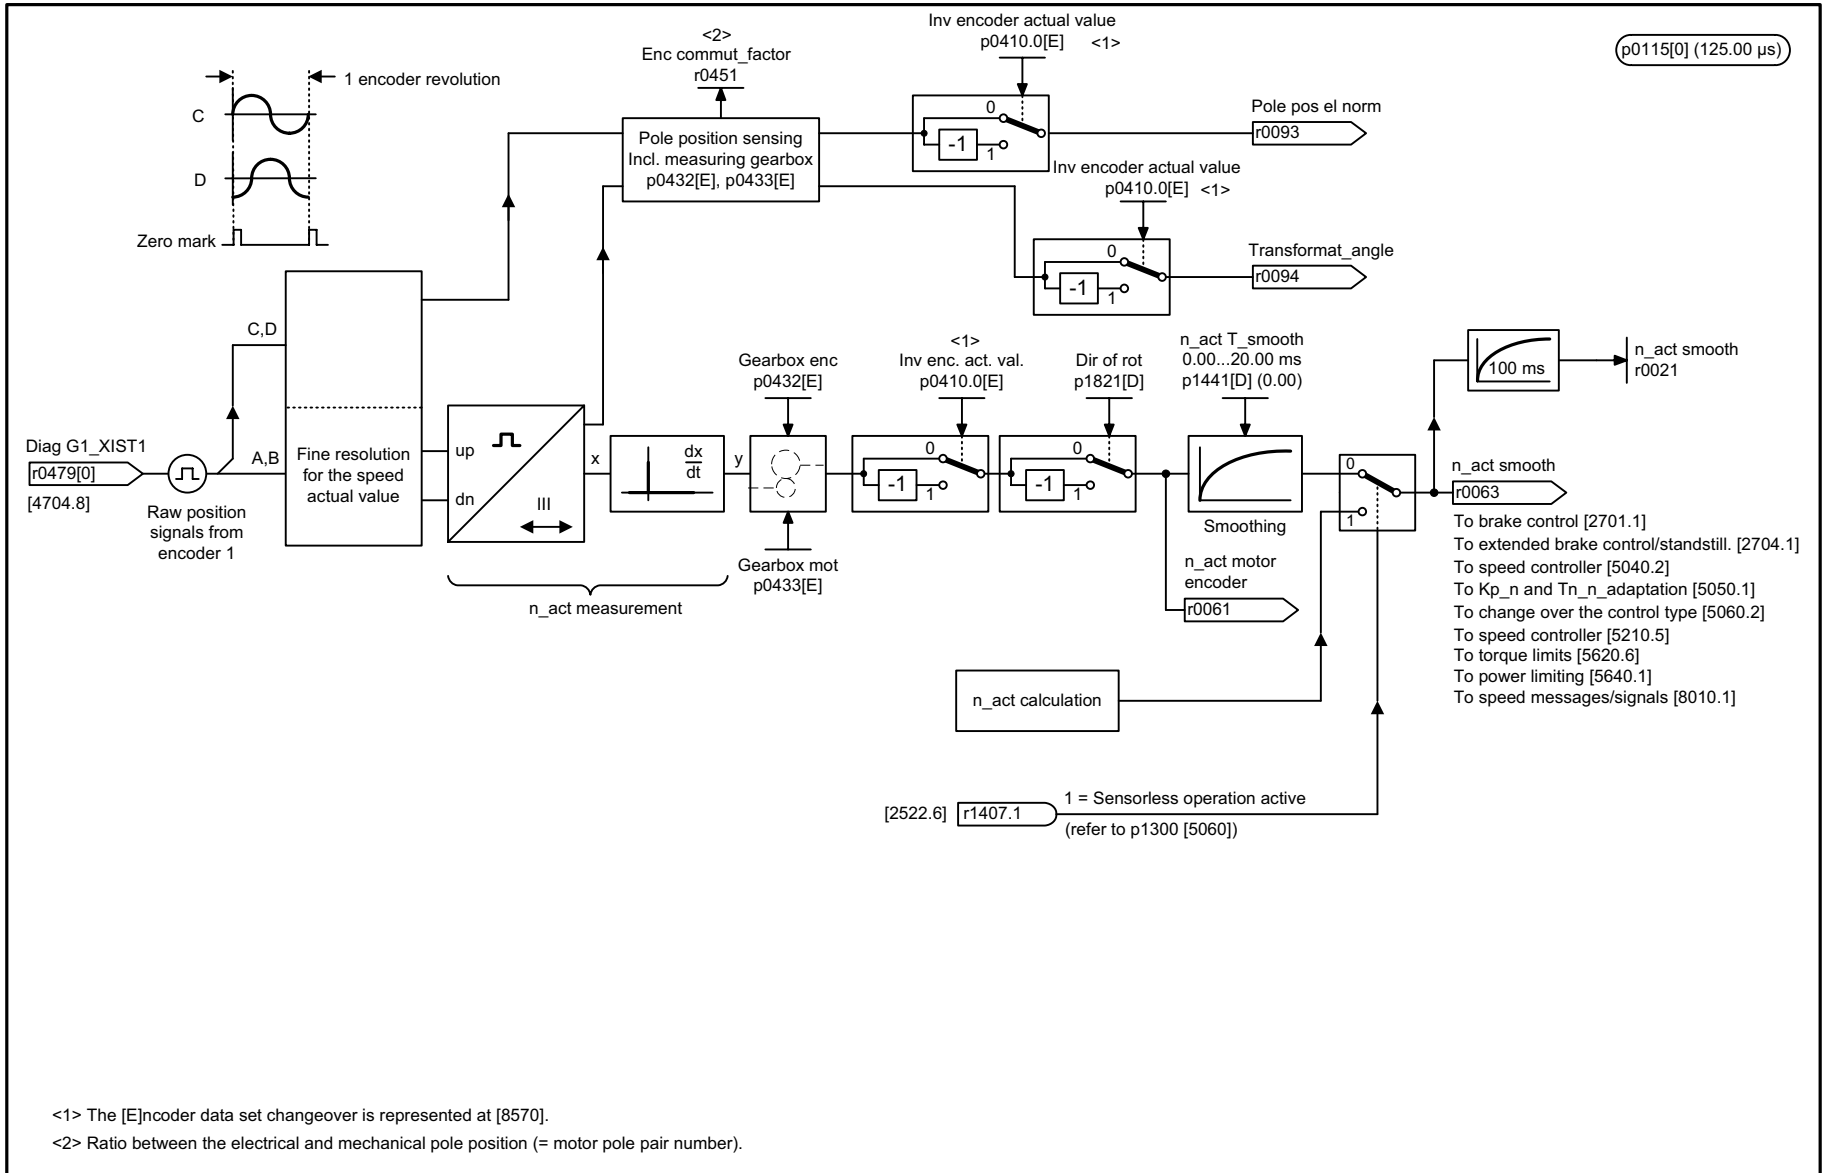 Inv encoder actual value
p0410.0[E] <1>
<2>
Enc commut_factor
r0451
p0115[0] (125.00 µs)
1 encoder revolution
C
D
Zero mark
Pole position sensing
Incl. measuring gearbox
p0432[E], p0433[E]
0
-1
1
Pole pos el norm
r0093
Inv encoder actual value
p0410.0[E] <1>
0
-1
1
Transformat_angle
r0094
C,D
A,B
Diag G1_XIST1
r0479[0]
[4704.8]
Raw position
signals from
encoder 1
Fine resolution
for the speed
actual value
up
dn
III
x
dx
dt
y
n_act measurement
Gearbox enc
p0432[E]
Gearbox mot
p0433[E]
<1>
Inv enc. act. val.
p0410.0[E]
0
-1
1
Dir of rot
p1821[D]
0
-1
1
n_act T_smooth
0.00...20.00 ms
p1441[D] (0.00)
Smoothing
n_act motor
encoder
r0061
0
1
100 ms
n_act smooth
r0021
n_act smooth
r0063
To brake control [2701.1]
To extended brake control/standstill. [2704.1]
To speed controller [5040.2]
To Kp_n and Tn_n_adaptation [5050.1]
To change over the control type [5060.2]
To speed controller [5210.5]
To torque limits [5620.6]
To power limiting [5640.1]
To speed messages/signals [8010.1]
n_act calculation
[2522.6]
r1407.1
1 = Sensorless operation active
(refer to p1300 [5060])
<1> The [E]ncoder data set changeover is represented at [8570].
<2> Ratio between the electrical and mechanical pole position (= motor pole pair number).